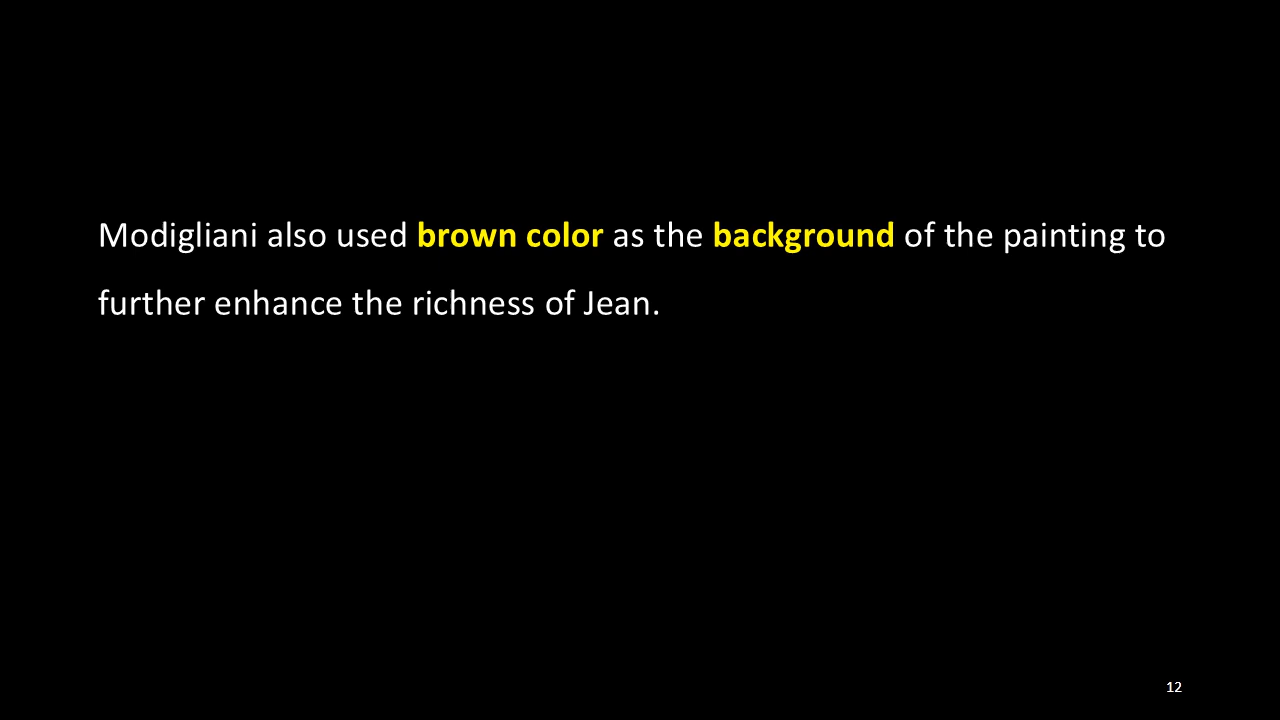 Modigliani also used brown color as the background of the painting to
further enhance the richness of Jean.
12